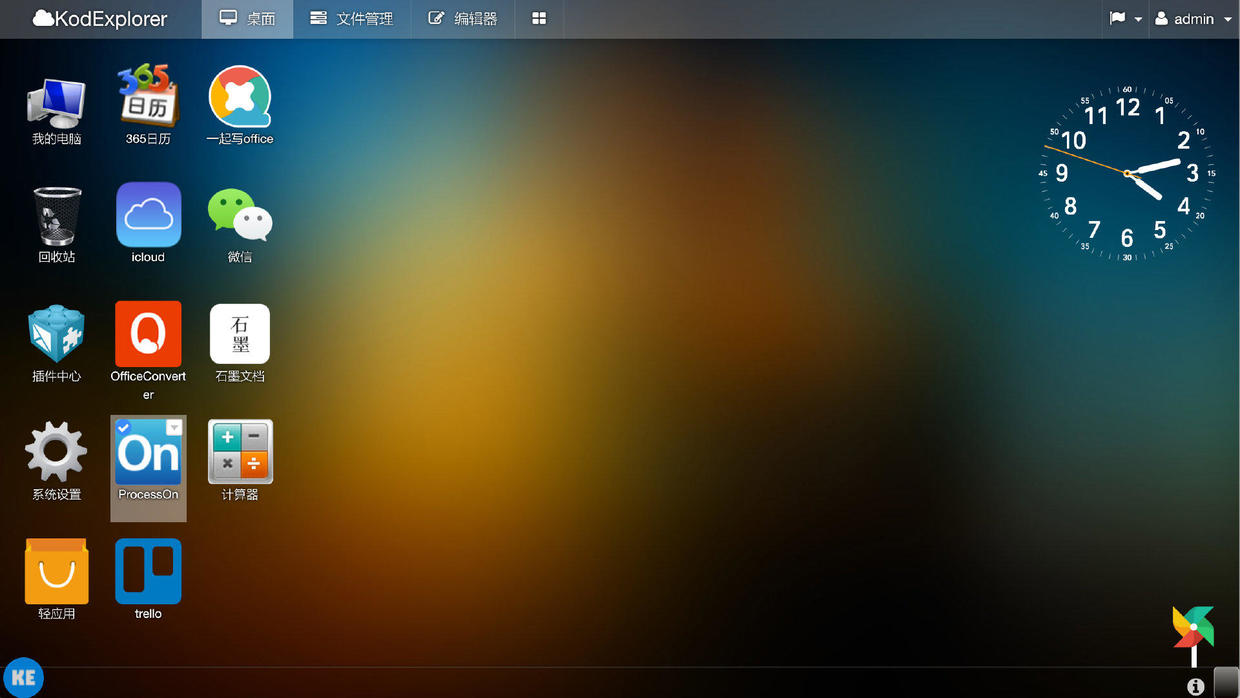 KodExplorer
桌面
文件管理
编辑器
admin
365
日历
我的电脑
365日历
一起写office
回收站
icloud
微信
石
墨
插件中心
OfficeConvert
er
石墨文档
On
系统设置
ProcessOn
计算器
轻应用
trello
KE
60
05
10
15
20
25
30
35
40
45
50
55
12
1
2
3
4
5
6
7
8
9
10
11